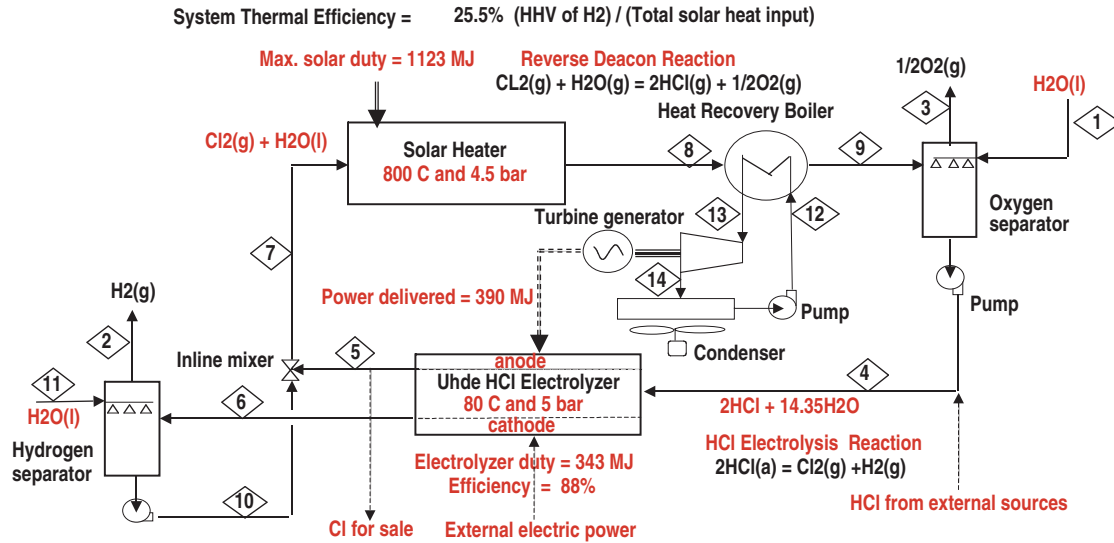 System Thermal Efficiency = 25.5% (HHV of H2) / (Total solar heat input)
Max. solar duty = 1123 MJ
Reverse Deacon Reaction
CL2(g) + H2O(g) = 2HCl(g) + 1/2O2(g)
1/2O2(g)
H2O(l)
Heat Recovery Boiler
3
1
Cl2(g) + H2O(l)
Solar Heater
800 C and 4.5 bar
8
9
Oxygen
separator
Turbine generator
13
12
7
14
Pump
Pump
H2(g)
Power delivered = 390 MJ
Condenser
2
Inline mixer
5
anode
Uhde HCl Electrolyzer
80 C and 5 bar
cathode
4
11
H2O(l)
6
2HCl + 14.35H2O
Hydrogen
separator
HCl Electrolysis Reaction
2HCl(a) = Cl2(g) +H2(g)
Electrolyzer duty = 343 MJ
Efficiency = 88%
10
HCl from external sources
Cl for sale
External electric power